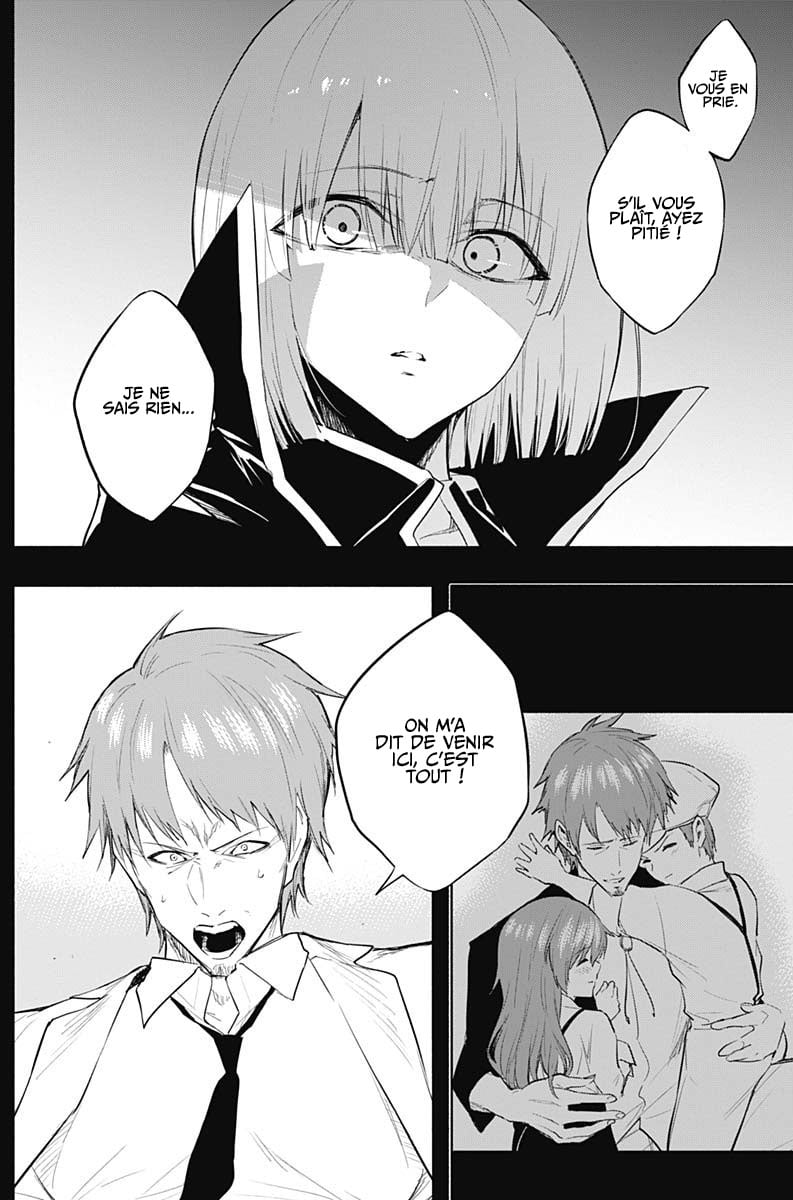 JE
VOUS EN
PRIE.
S'IL VOUS
PLAÎT, AYEZ
PITIÉ !
JE NE
SAIS RIEN...
ON M'A
DIT DE VENIR
ICI, C'EST
TOUT !